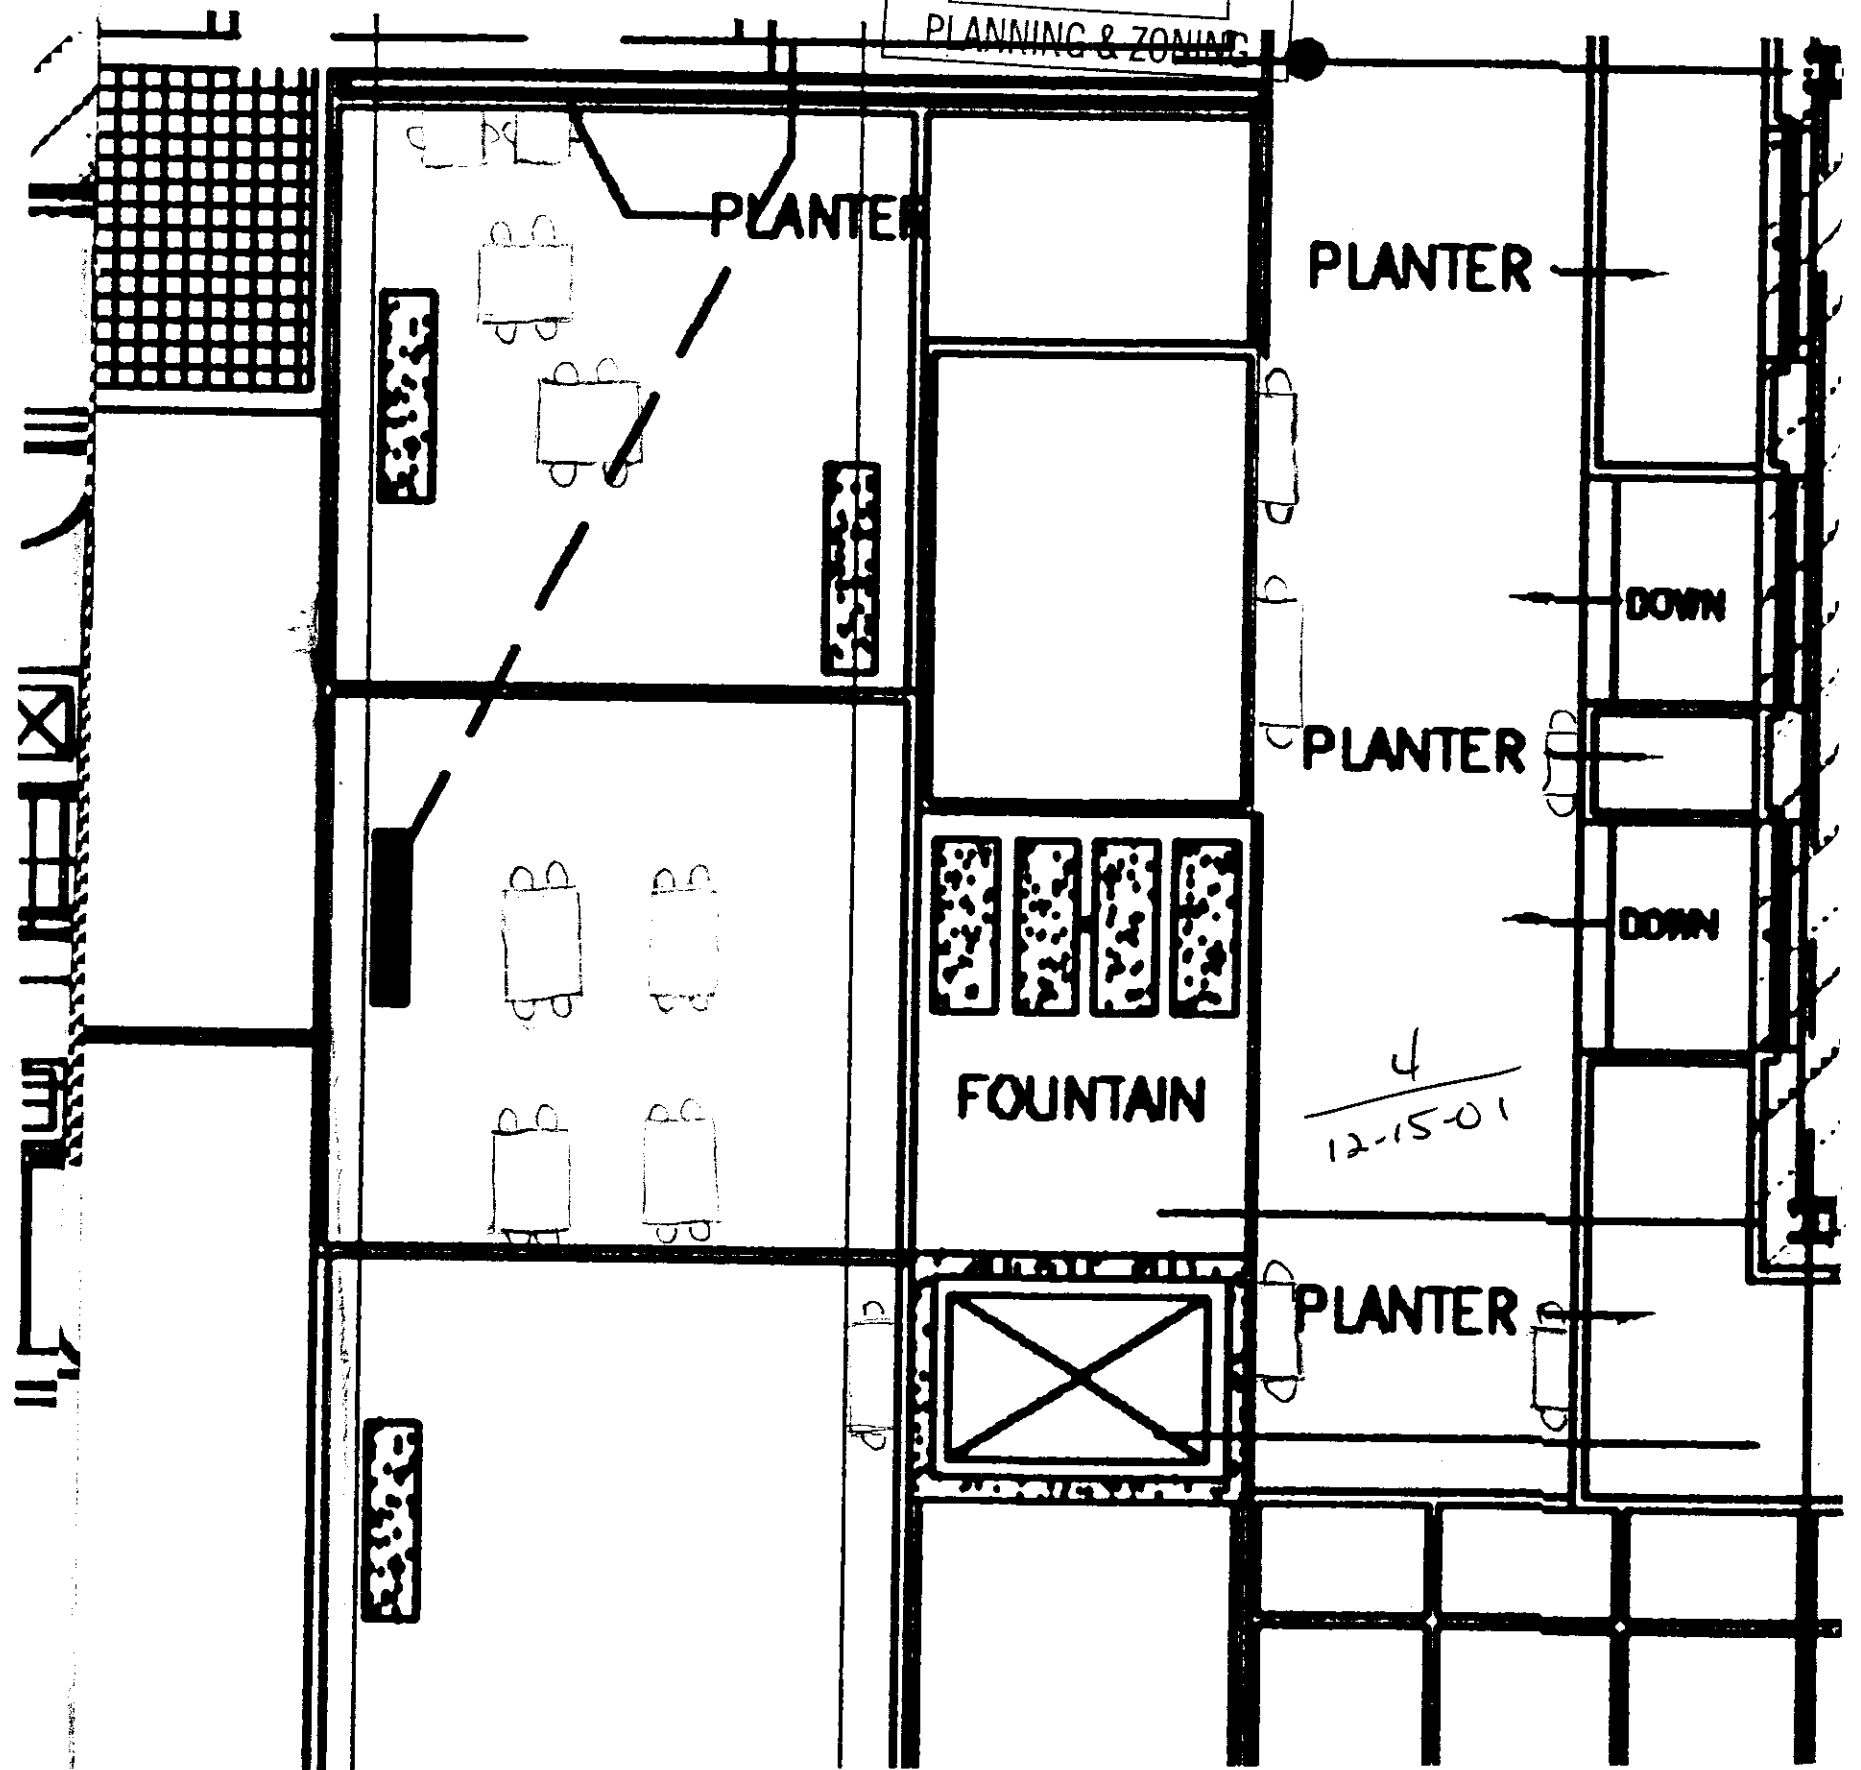 PLANNING & ZONING
PLANTER
PLANTER
DOWN
PLANTER
DOWN
4
12-15-01
FOUNTAIN
PLANTER